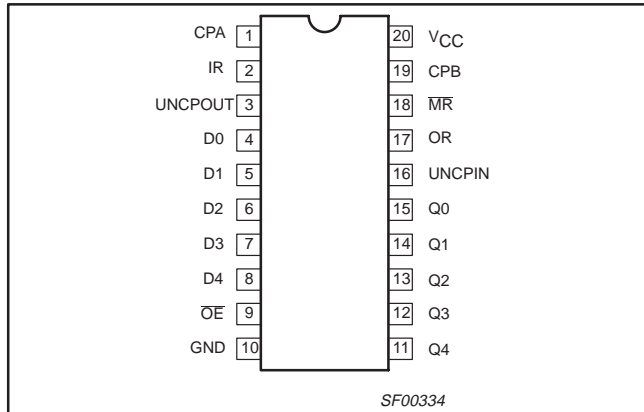 CPA 1 20 VCC
IR 2 19 CPB
UNCPOUT 3 18 M̅R̅
D0 4 17 OR
D1 5 16 UNCPIN
D2 6 15 Q0
D3 7 14 Q1
D4 8 13 Q2
O̅E̅ 9 12 Q3
GND 10 11 Q4
SF00334